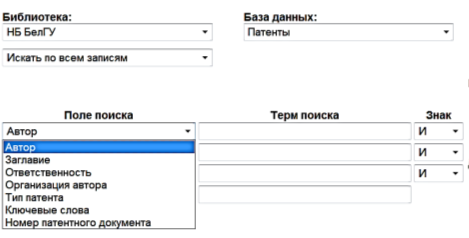 Библиотека: База данных:
НБ БелГУ Патенты
Искать по всем записям
Поле поиска Терм поиска Знак
Автор И
Автор И
Заглавие
Ответственность И
Организация автора
Тип патента
Ключевые слова
Номер патентного документа